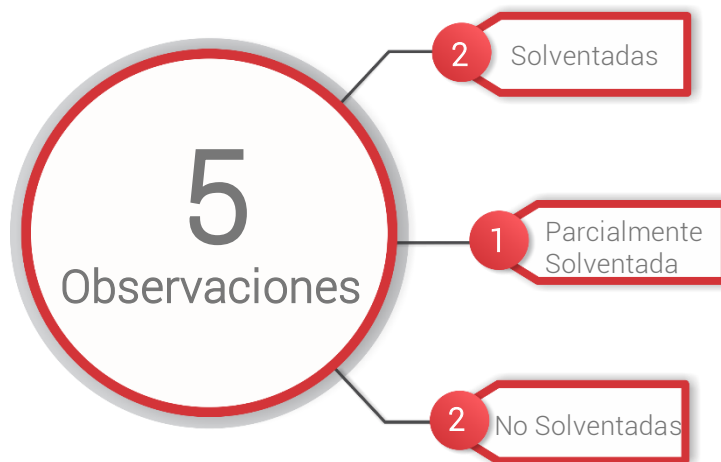 5
Observaciones
2
Solventadas
1
Parcialmente
Solventada
2
No Solventadas